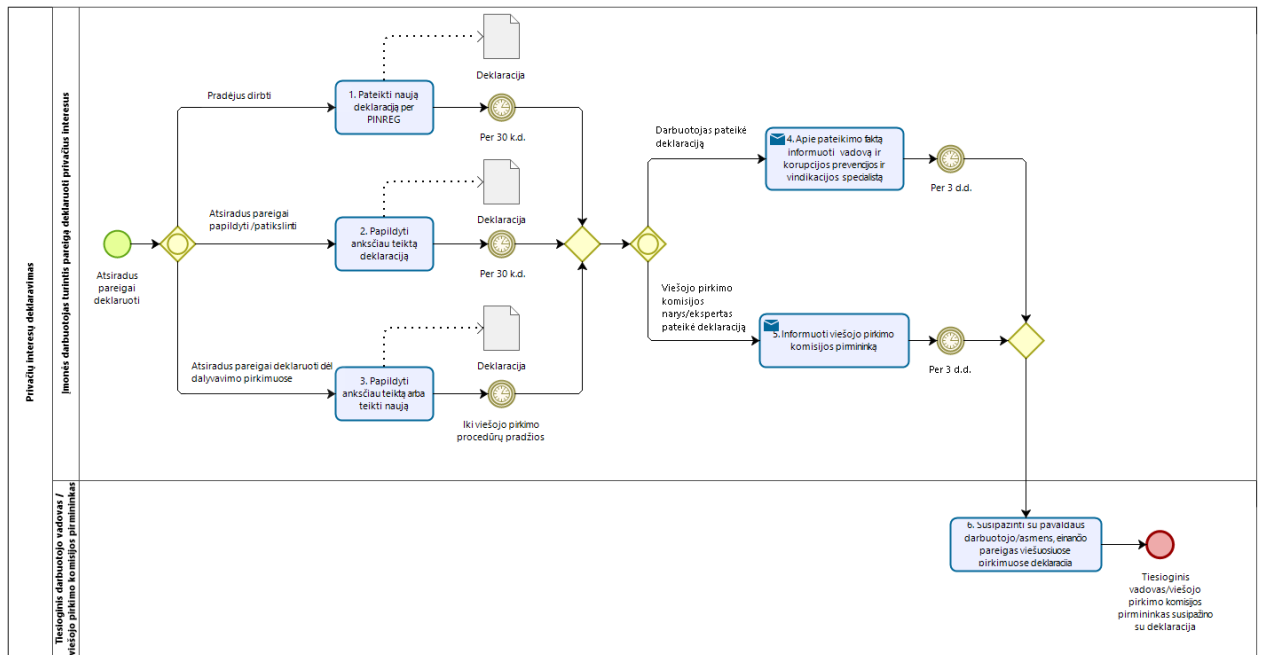 Privačių interesų deklaravimas
Įmonės darbuotojas turintis pareigą deklaruoti privačius interesus
Atsiradus
pareigai
deklaruoti
Pradėjus dirbti
1. Pateikti naują
deklaraciją per
PINREG
Deklaracija
Per 30 k.d.
Atsiradus pareigai
papildyti /patikslinti
2. Papildyti
anksčiau teiktą
deklaraciją
Deklaracija
Per 30 k.d.
Atsiradus pareigai deklaruoti dėl
dalyvavimo pirkimuose
3. Papildyti
anksčiau teiktą arba
teikti naują
Deklaracija
Iki viešojo pirkimo
procedūrų pradžios
Darbuotojas pateikė
deklaraciją
4. Apie pateikimo faktą
informuoti vadovą ir
korupcijos prevencijos ir
vindikacijos specialistą
Per 3 d.d.
Viešojo pirkimo
komisijos
narys/ekspertas
pateikė deklaraciją
5. Informuoti viešojo pirkimo
komisijos pirmininką
Per 3 d.d.
Tiesioginis darbuotojo vadovas /
viešojo pirkimo komisijos pirmininkas
6. Susipažinti su pavaldaus
darbuotojo/asmens, einančio
pareigas viešuosiuose
pirkimuose deklaracija
Tiesioginis
vadovas/viešojo
pirkimo komisijos
pirmininkas susipažino
su deklaracija